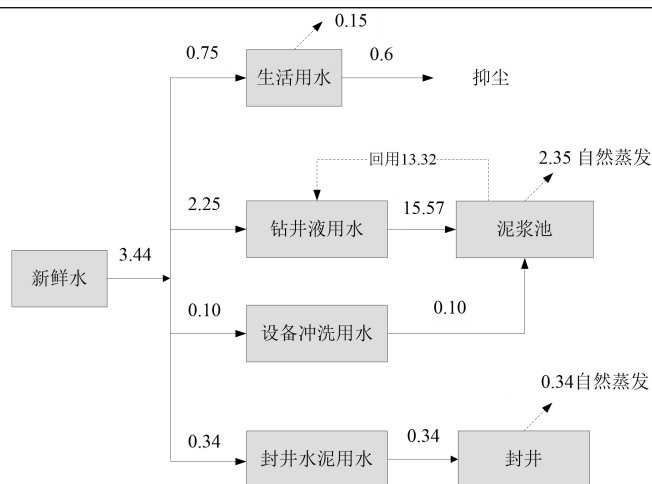 0.15
0.75
生活用水
0.6
抑尘
回用13.32
2.35 自然蒸发
2.25
钻井液用水
15.57
泥浆池
新鲜水
3.44
0.10
设备冲洗用水
0.10
0.34自然蒸发
0.34
封井水泥用水
0.34
封井